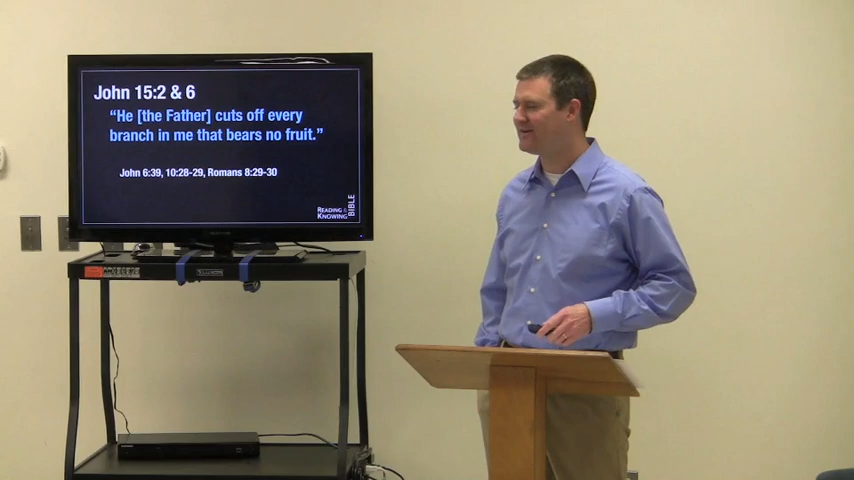 John 15:2 & 6
“He [the Father] cuts off every
branch in me that bears no fruit.”
John 6:39, 10:28-29, Romans 8:29-30
READING &
KNOWING
BIBLE